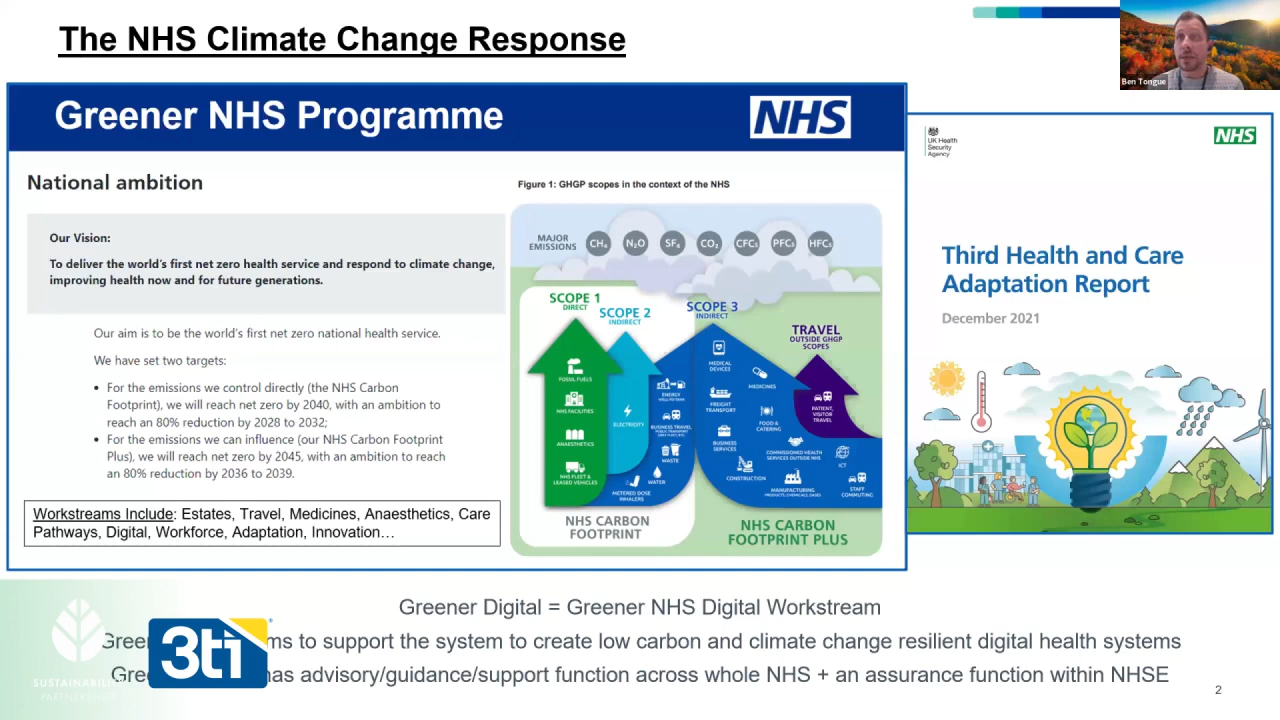 The NHS Climate Change Response
Ben Tongue
Greener NHS Programme
NHS
National ambition
Our Vision:
To deliver the world's first net zero health service and respond to climate change,
improving health now and for future generations.
Our aim is to be the world's first net zero national health service.
We have set two targets:
• For the emissions we control directly (the NHS Carbon
Footprint), we will reach net zero by 2040, with an ambition to
reach an 80% reduction by 2028 to 2032;
• For the emissions we can influence (our NHS Carbon Footprint
Plus), we will reach net zero by 2045, with an ambition to reach
an 80% reduction by 2036 to 2039.
Workstreams Include: Estates, Travel, Medicines, Anaesthetics, Care
Pathways, Digital, Workforce, Adaptation, Innovation…
Figure 1: GHGP scopes in the context of the NHS
MAJOR
EMISSIONS
CH₄
N₂O
SF₆
CO₂
CFCs
PFCs
HFCs
SCOPE 1
DIRECT
SCOPE 2
INDIRECT
SCOPE 3
INDIRECT
TRAVEL
OUTSIDE GHGP
SCOPES
FOSSIL FUELS
NHS FACILITIES
ANAESTHETICS
NHS FLEET &
LEASED VEHICLES
ELECTRICITY
ENERGY
BUSINESS TRAVEL
WASTE
WATER
METERED DOSE
INHALERS
MEDICAL
DEVICES
MEDICINES
FREIGHT
TRANSPORT
FOOD &
CATERING
BUSINESS
SERVICES
COMMISSIONED HEALTH
SERVICES OUTSIDE NHS
CONSTRUCTION
MANUFACTURING
PRODUCTS, CHEMICALS, GASES
ICT
STAFF
COMMUTING
PATIENT,
VISITOR
TRAVEL
NHS CARBON
FOOTPRINT
NHS CARBON
FOOTPRINT PLUS
UK Health
Security
Agency
NHS
Third Health and Care
Adaptation Report
December 2021
Greener Digital = Greener NHS Digital Workstream
to support the system to create low carbon and climate change resilient digital health systems
has advisory/guidance/support function across whole NHS + an assurance function within NHSE
3ti
PARTNERSHIP
2